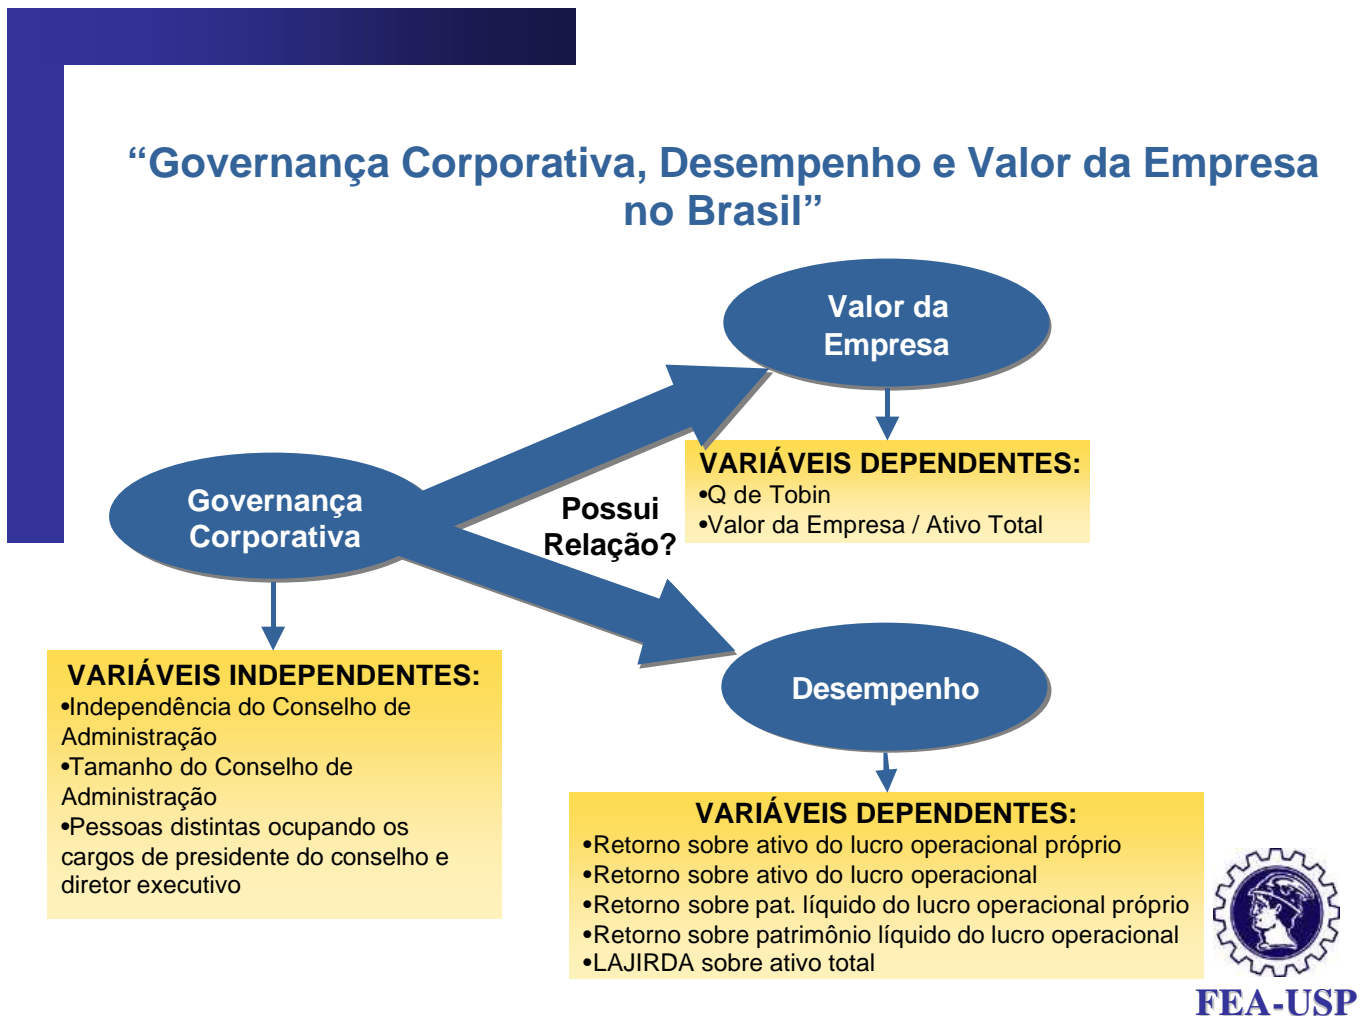 “Governança Corporativa, Desempenho e Valor da Empresa
no Brasil”
Valor da
Empresa
VARIÁVEIS DEPENDENTES:
•Q de Tobin
•Valor da Empresa / Ativo Total
Governança
Corporativa
Possui
Relação?
VARIÁVEIS INDEPENDENTES:
•Independência do Conselho de
Administração
•Tamanho do Conselho de
Administração
•Pessoas distintas ocupando os
cargos de presidente do conselho e
diretor executivo
Desempenho
VARIÁVEIS DEPENDENTES:
•Retorno sobre ativo do lucro operacional próprio
•Retorno sobre ativo do lucro operacional
•Retorno sobre pat. líquido do lucro operacional próprio
•Retorno sobre patrimônio líquido do lucro operacional
•LAJIRDA sobre ativo total
FEA-USP